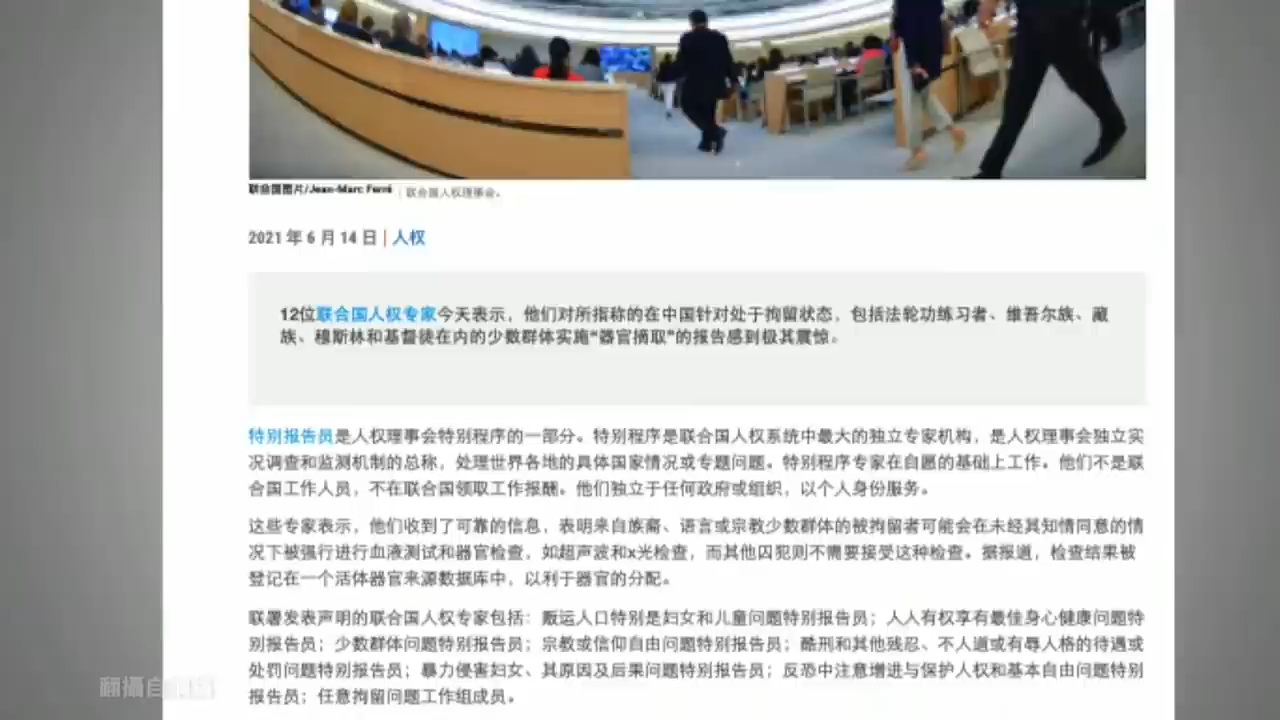 联合国图片/Jean-Marc Ferré | 联合国人权理事会。
2021 年 6 月 14 日 | 人权
12位联合国人权专家今天表示，他们对所指称的在中国针对处于拘留状态，包括法轮功练习者、维吾尔族、藏
族、穆斯林和基督徒在内的少数群体实施“器官摘取”的报告感到极其震惊。
特别报告员是人权理事会特别程序的一部分。特别程序是联合国人权系统中最大的独立专家机构，是人权理事会独立实
况调查和监测机制的总称，处理世界各地的具体国家情况或专题问题。特别程序专家在自愿的基础上工作。他们不是联
合国工作人员，不在联合国领取工作报酬。他们独立于任何政府或组织，以个人身份服务。
这些专家表示，他们收到了可靠的信息，表明来自族裔、语言或宗教少数群体的被拘留者可能会在未经其知情同意的情
况下被强行进行血液测试和器官检查，如超声波和x光检查，而其他囚犯则不需要接受这种检查。据报道，检查结果被
登记在一个活体器官来源数据库中，以利于器官的分配。
联署发表声明的联合国人权专家包括：贩运人口特别是妇女和儿童问题特别报告员；人人有权享有最佳身心健康问题特
别报告员；少数群体问题特别报告员；宗教或信仰自由问题特别报告员；酷刑和其他残忍、不人道或有辱人格的待遇或
处罚问题特别报告员；暴力侵害妇女、其原因及后果问题特别报告员；反恐中注意增进与保护人权和基本自由问题特别
报告员；任意拘留问题工作组成员。
翻攝自